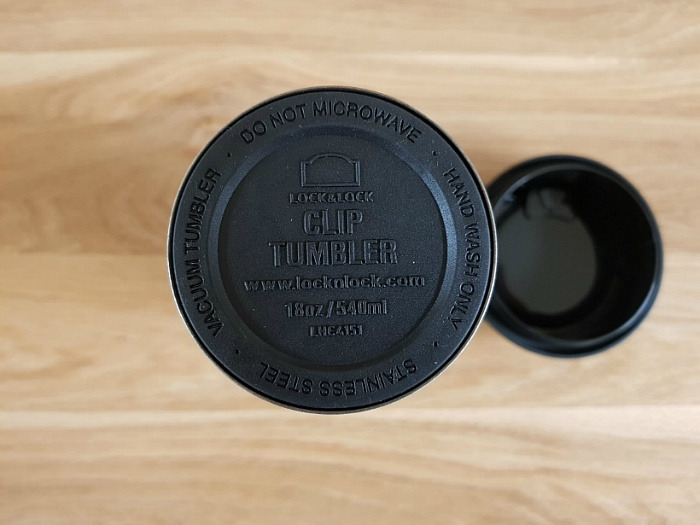 DO NOT MICROWAVE · HAND WASH ONLY · STAINLESS STEEL · VACUUM TUMBLER ·
LOCK&LOCK
CLIP
TUMBLER
www.locknlock.com
18oz/540ml
LHC4151